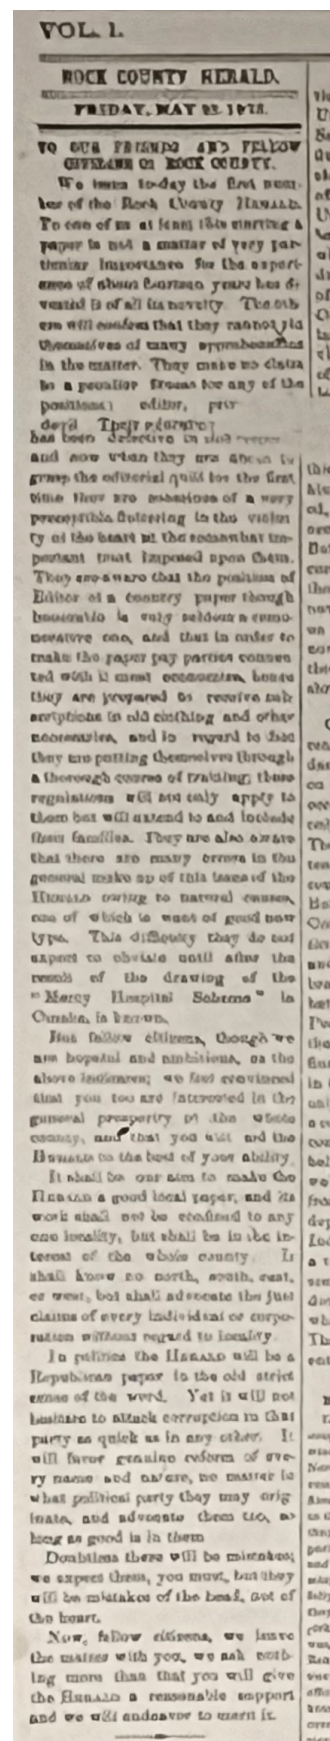 VOL. 1.
ROCK COUNTY HERALD.
FRIDAY, MAY 23, 1873.
TO OUR FRIENDS AND FELLOW
CITIZENS OF ROCK COUNTY.
We issue to-day the first num-
ber of the Rock County HERALD.
To one of us at least this starting a
paper is not a matter of very par-
ticular importance for the experi-
ence of about fourteen years has di-
vested it of all its novelty. The oth-
ers will confess that they cannot
themselves of many apprehensions
in the matter. They make no claim
to a peculiar fitness for any of the
positions; editor,
Their
has been defective in
and now when they are about to
grasp the editorial quill for the first
time they are conscious of a very
perceptible fluttering in the vicini-
ty of the heart at the somewhat im-
portant trust imposed upon them.
They are aware that the position of
Editor of a country paper though
honorable is very seldom a remu-
nerative one, and that in order to
make the paper pay parties connec-
ted with it must economize, hence
they are prepared to receive sub-
scriptions in old clothing and other
necessaries, and in regard to diet
they are putting themselves through
a thorough course of training; these
regulations will not only apply to
them but will extend to and include
their families. They are also aware
that there are many errors in the
general make up of this issue of the
HERALD owing to natural causes,
one of which is want of good new
type. This difficulty they do not
expect to obviate until after the
result of the drawing of the
"Mercy Hospital Scheme" in
Omaha, is known.
But fellow citizens, though we
are hopeful and ambitious, as the
above indicates; we feel convinced
that you too are interested in the
general prosperity of the whole
county, and that you will aid the
HERALD to the best of your ability.
It shall be our aim to make the
HERALD a good local paper, and its
work shall not be confined to any
one locality, but shall be in the in-
terest of the whole county. It
shall know no north, south, east,
or west, but shall advocate the just
claims of every individual or corpo-
ration without regard to locality.
In politics the HERALD will be a
Republican paper in the old strict
sense of the word. Yet it will not
hesitate to attack corruption in that
party as quick as in any other. It
will favor genuine reform of eve-
ry name and nature, no matter in
what political party they may orig-
inate, and advocate them too, as
long as good is in them
Doubtless there will be mistakes;
we expect them, you must, but they
will be mistakes of the head, not of
the heart.
Now, fellow citizens, we leave
the matter with you, we ask noth-
ing more than that you will give
the HERALD a reasonable support
and we will endeavor to merit it.